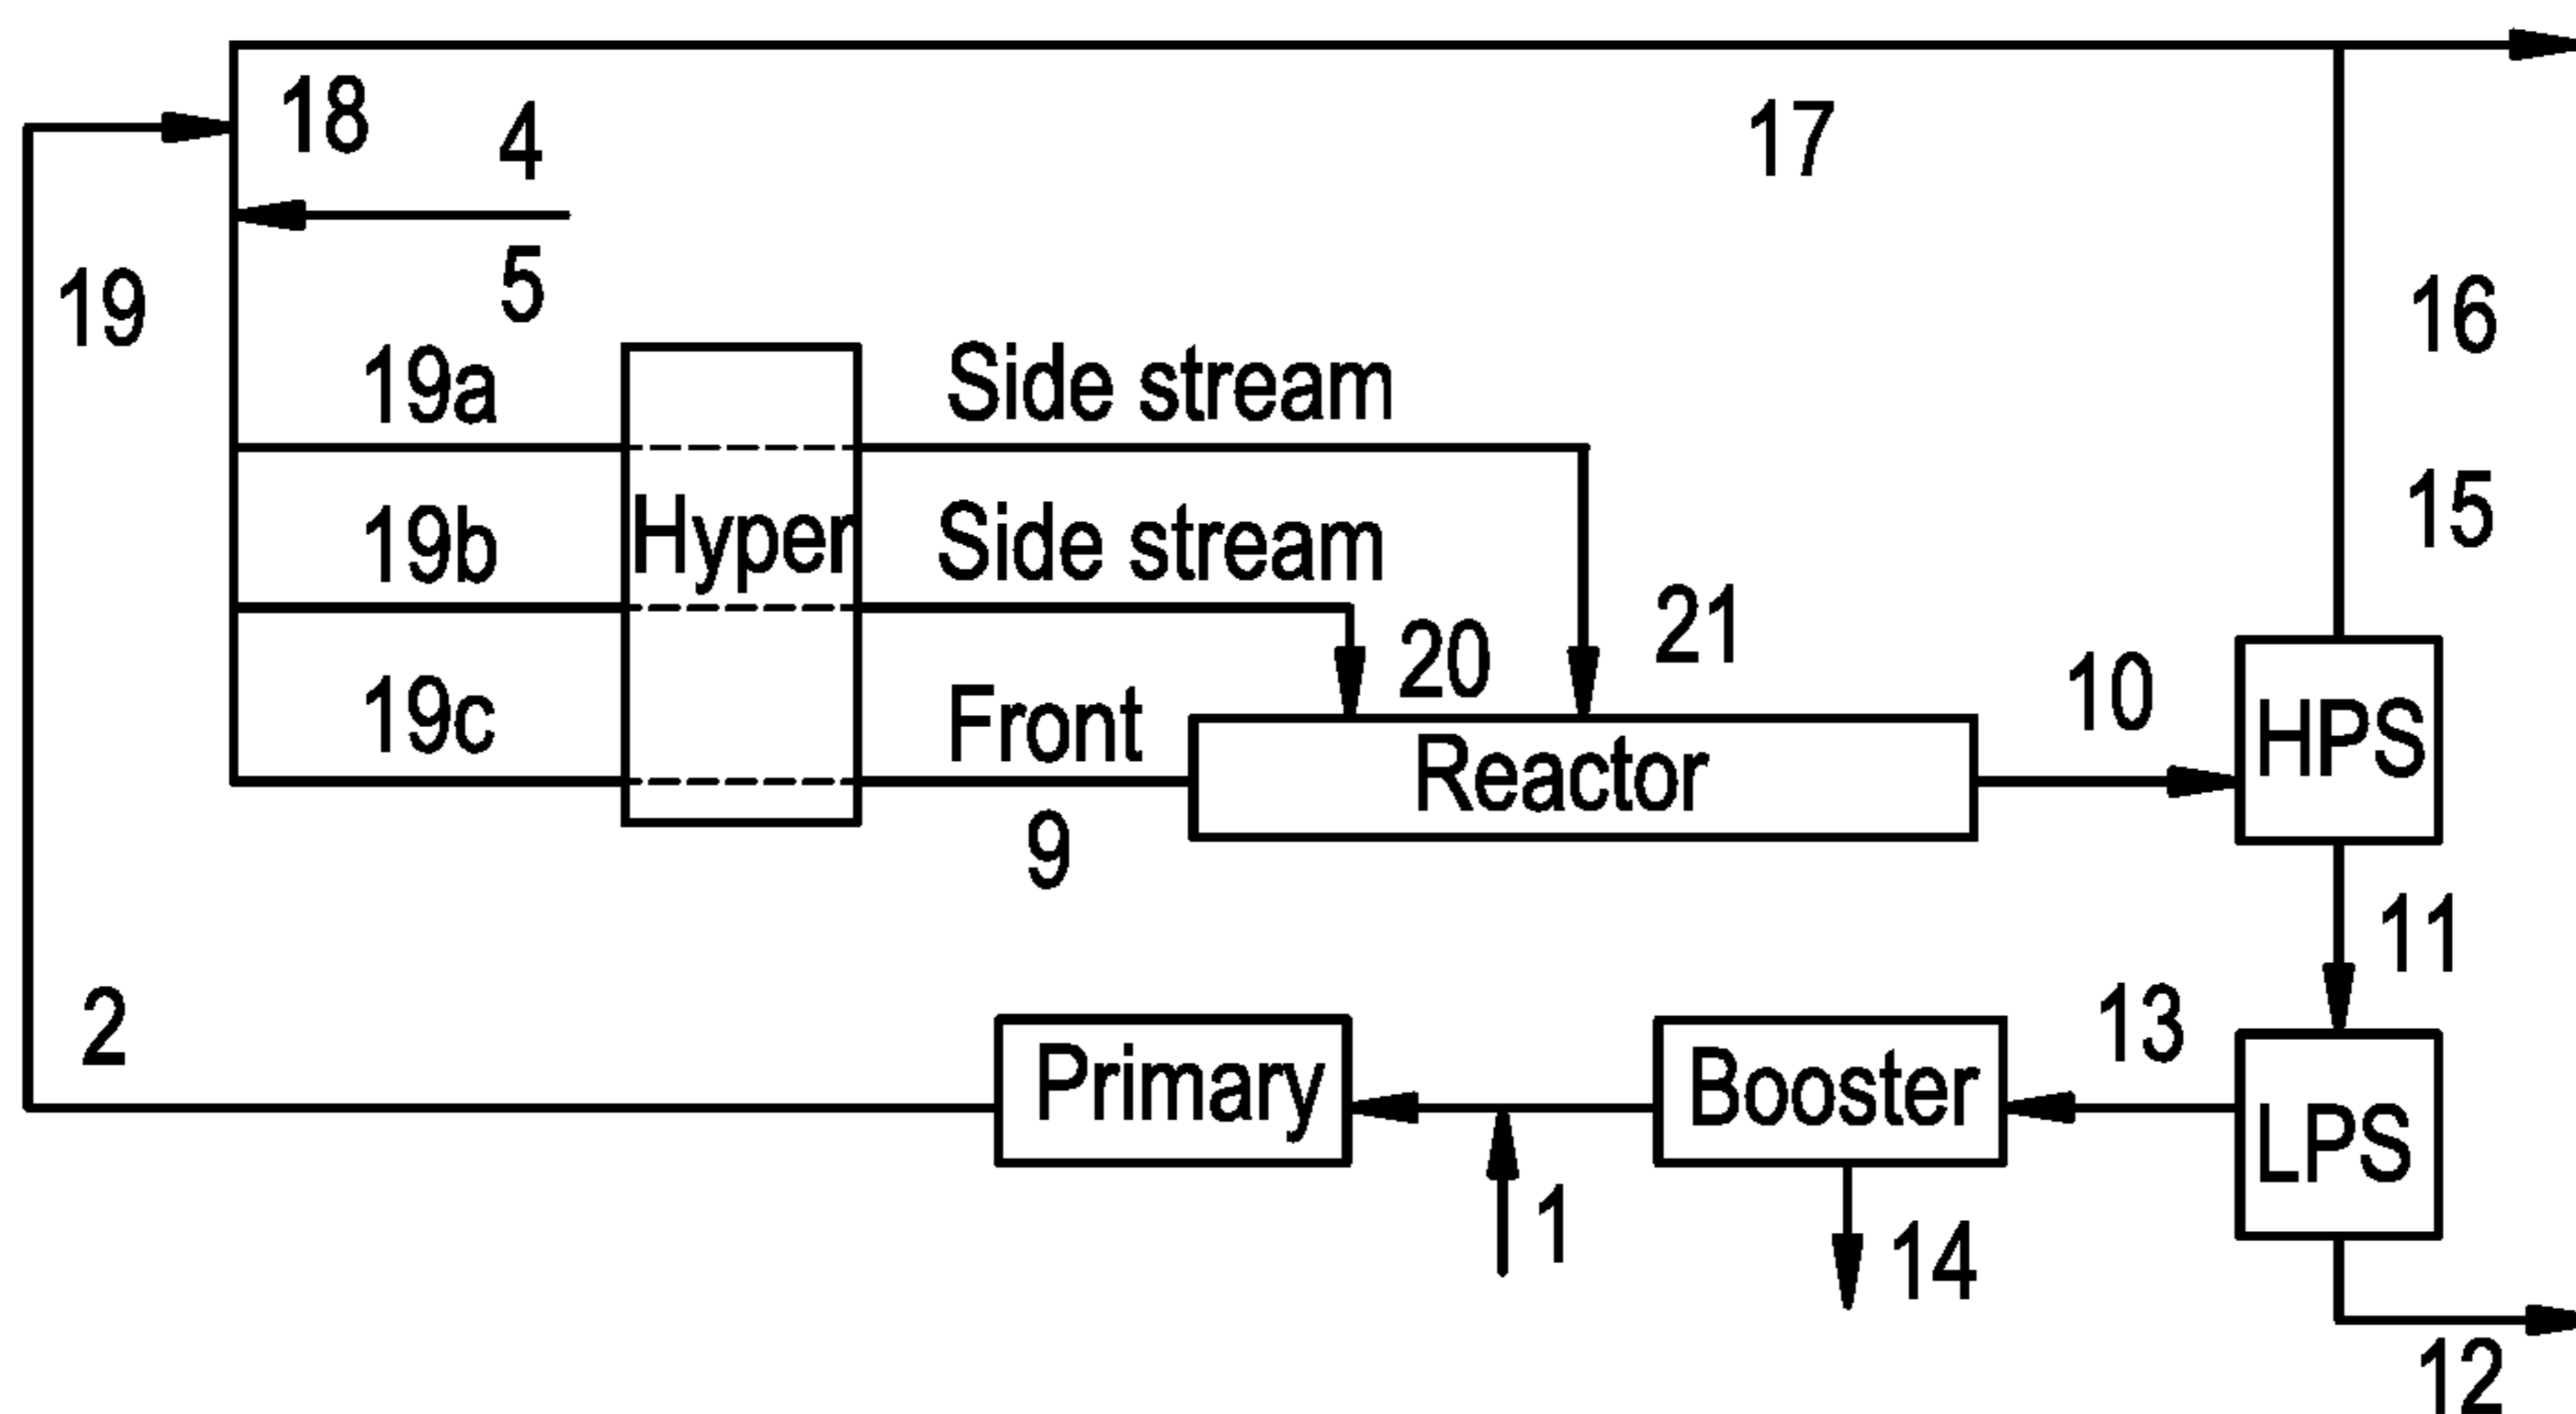 18
4
17
19
5
16
19a
Side stream
15
19b
Hyper
Side stream
21
20
19c
Front
10
HPS
Reactor
9
11
2
13
Primary
Booster
LPS
1
14
12